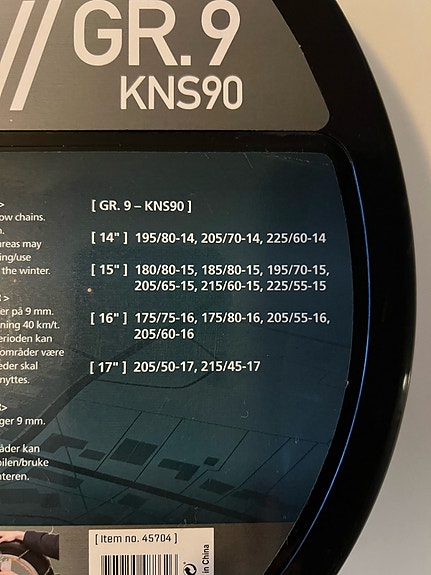 GR.9
KNS90
>
ow chains.
n.
areas may
ing/use
the winter.
[ GR. 9 – KNS90 ]
[ 14" ] 195/80-14, 205/70-14, 225/60-14
[ 15" ] 180/80-15, 185/80-15, 195/70-15,
205/65-15, 215/60-15, 225/55-15
[ 16" ] 175/75-16, 175/80-16, 205/55-16,
205/60-16
[ 17" ] 205/50-17, 215/45-17
>
er på 9 mm.
ning 40 km/t.
erioden kan
områder være
eder skal
nyttes.
>
ger 9 mm.
åder kan
bilen/bruke
nteren.
[ Item no. 45704 ]
in China